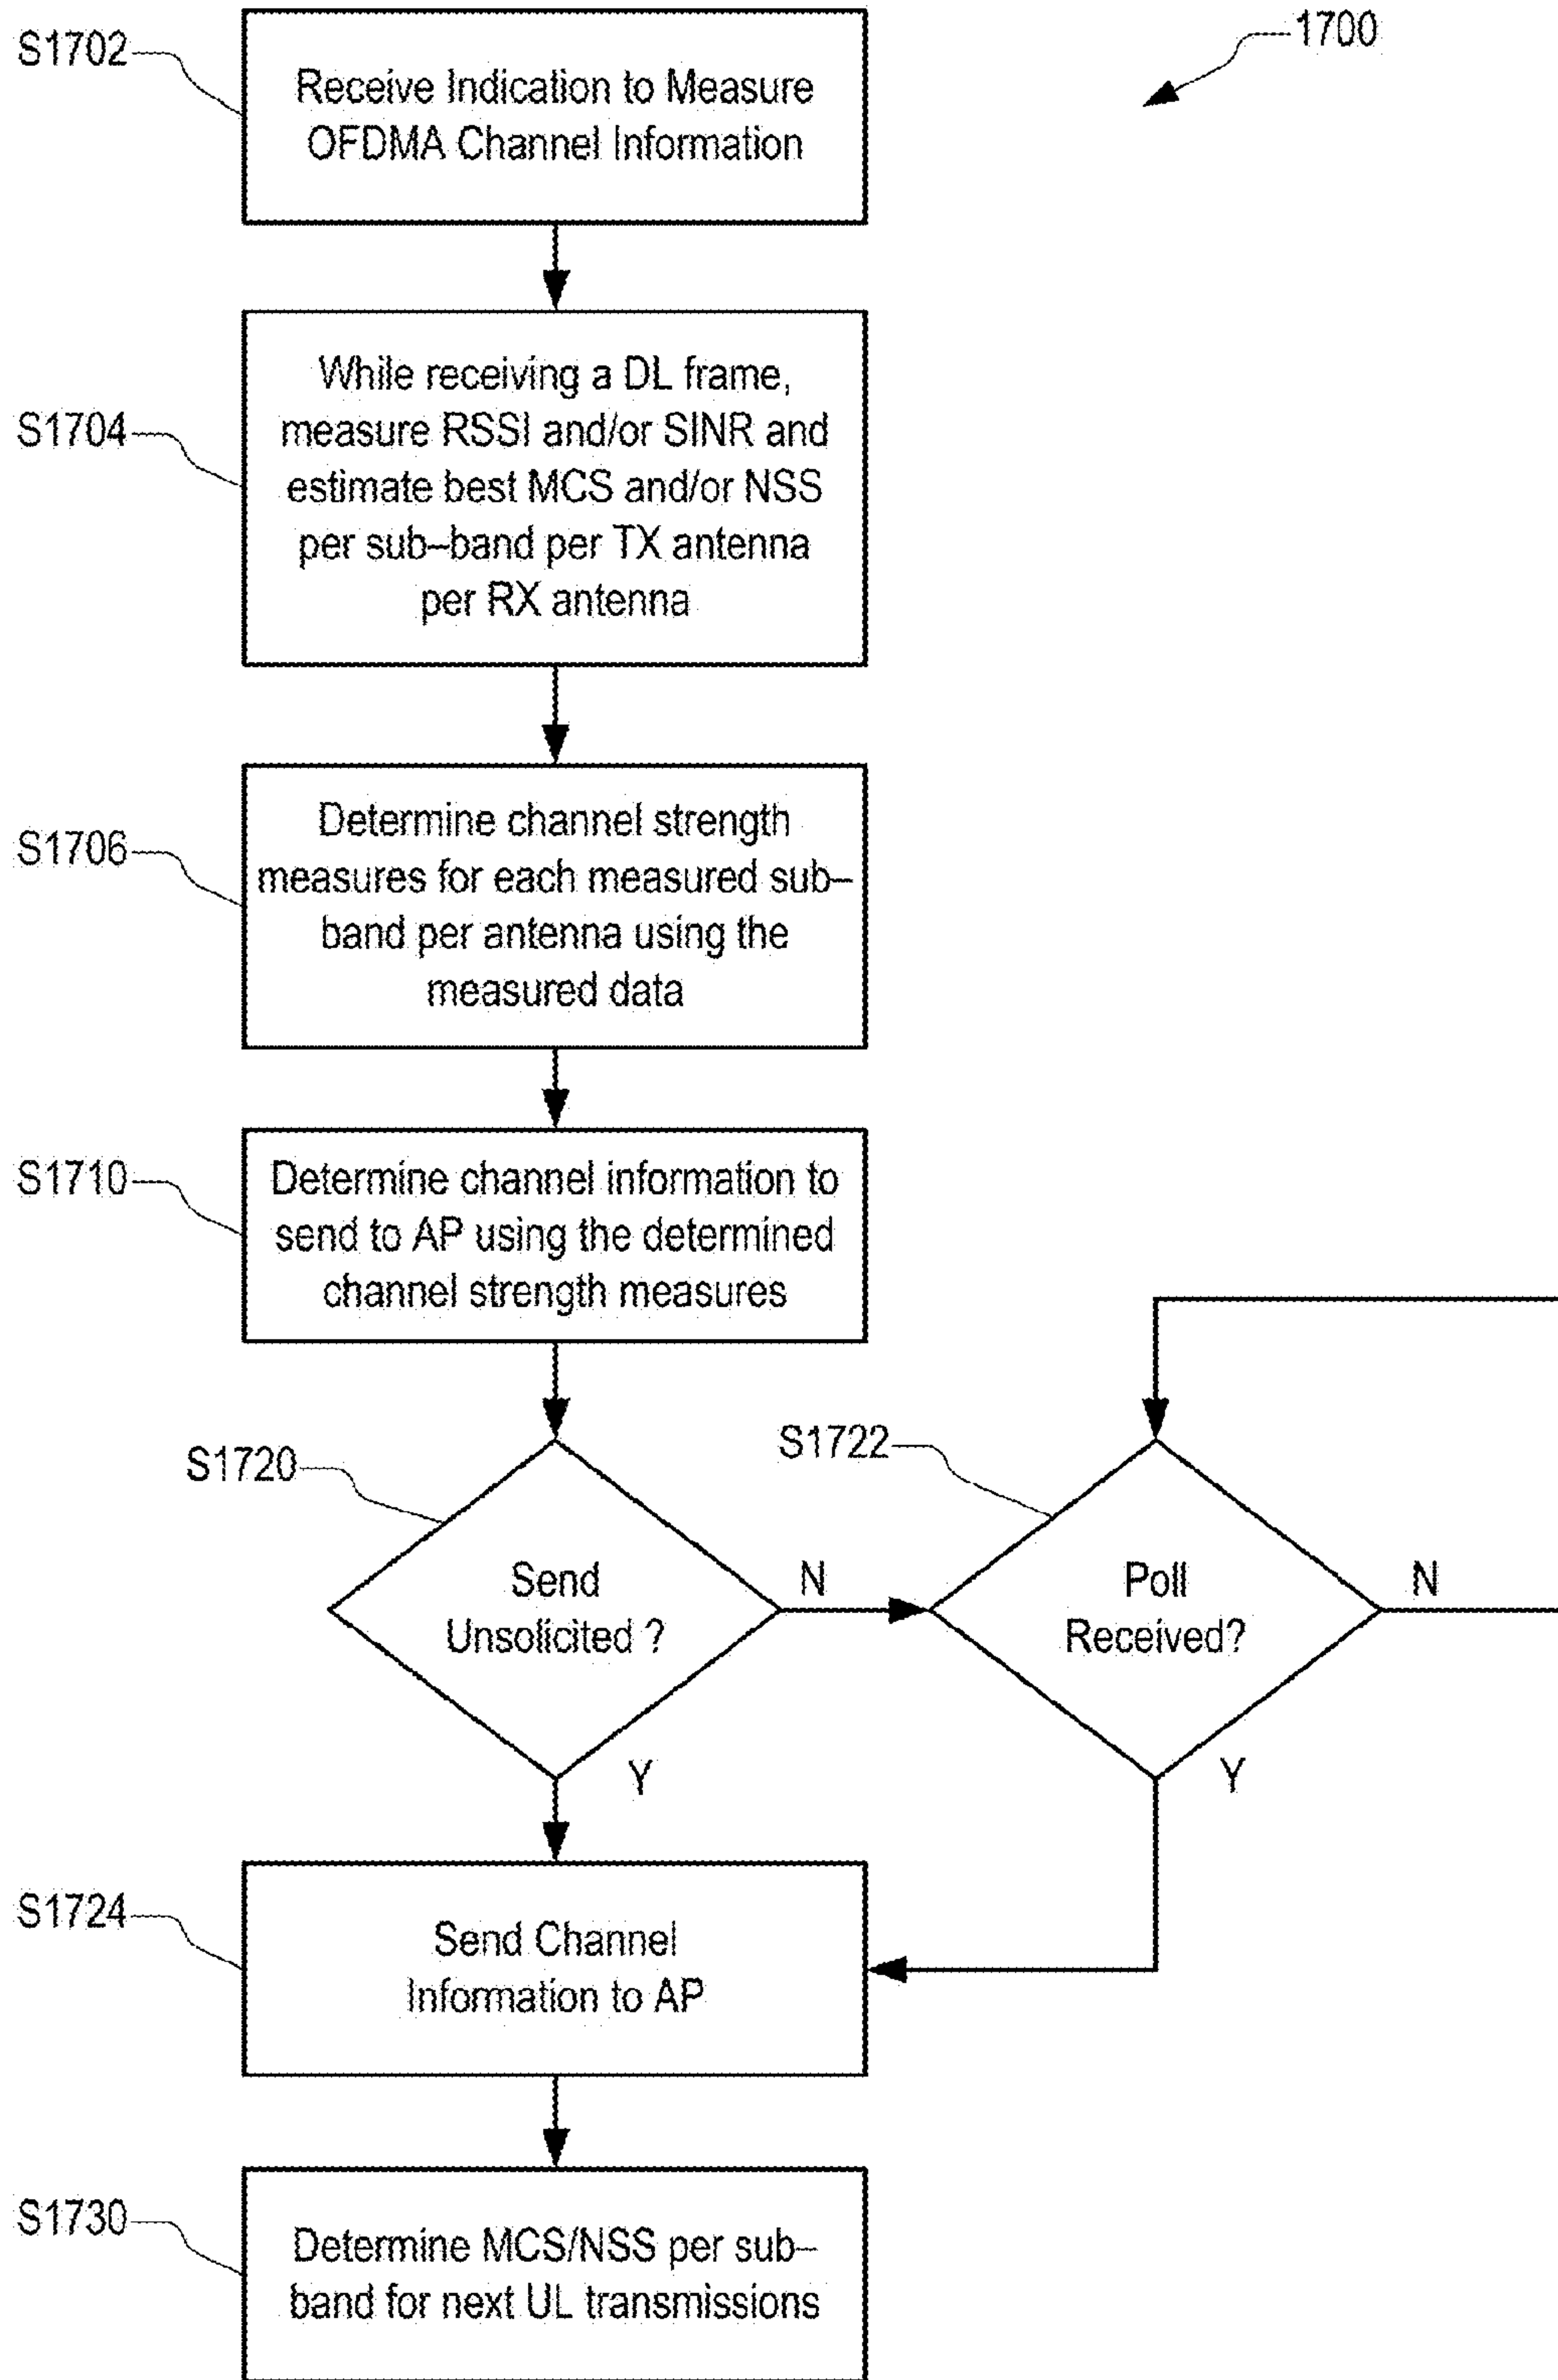 S1702
1700
Receive Indication to Measure
OFDMA Channel Information
S1704
While receiving a DL frame,
measure RSSI and/or SINR and
estimate best MCS and/or NSS
per sub–band per TX antenna
per RX antenna
S1706
Determine channel strength
measures for each measured sub–
band per antenna using the
measured data
S1710
Determine channel information to
send to AP using the determined
channel strength measures
S1720
Send
Unsolicited ?
N
Y
S1722
Poll
Received?
N
Y
S1724
Send Channel
Information to AP
S1730
Determine MCS/NSS per sub–
band for next UL transmissions